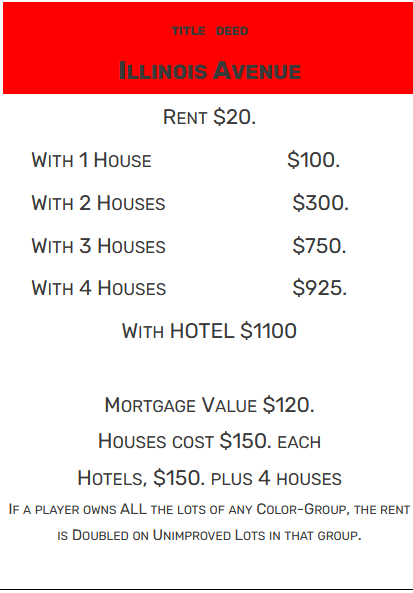 TITLE DEED
ILLINOIS AVENUE
RENT $20.
WITH 1 HOUSE $100.
WITH 2 HOUSES $300.
WITH 3 HOUSES $750.
WITH 4 HOUSES $925.
WITH HOTEL $1100
MORTGAGE VALUE $120.
HOUSES COST $150. EACH
HOTELS, $150. PLUS 4 HOUSES
IF A PLAYER OWNS ALL THE LOTS OF ANY COLOR-GROUP, THE RENT
IS DOUBLED ON UNIMPROVED LOTS IN THAT GROUP.